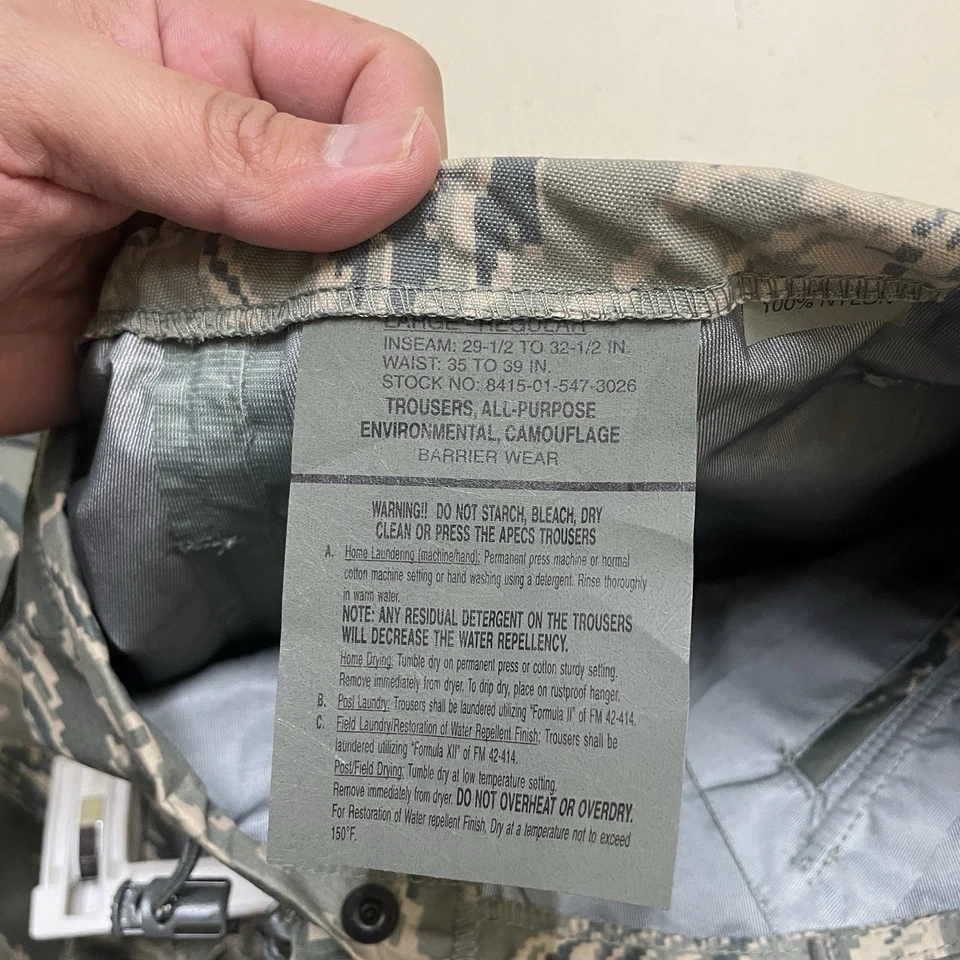 LARGE - REGULAR
100% NYLON
INSEAM: 29-1/2 TO 32-1/2 IN.
WAIST: 35 TO 39 IN.
STOCK NO: 8415-01-547-3026
TROUSERS, ALL-PURPOSE
ENVIRONMENTAL, CAMOUFLAGE
BARRIER WEAR
WARNING!! DO NOT STARCH, BLEACH, DRY
CLEAN OR PRESS THE APECS TROUSERS
A. Home Laundering (machine/hand): Permanent press machine or normal
cotton machine setting or hand washing using a detergent. Rinse thoroughly
in warm water.
NOTE: ANY RESIDUAL DETERGENT ON THE TROUSERS
WILL DECREASE THE WATER REPELLENCY.
Home Drying: Tumble dry on permanent press or cotton sturdy setting.
Remove immediately from dryer. To drip dry, place on rustproof hanger.
B. Post Laundry: Trousers shall be laundered utilizing "Formula II" of FM 42-414.
C. Field Laundry/Restoration of Water Repellent Finish: Trousers shall be
laundered utilizing "Formula XII" of FM 42-414.
Post/Field Drying: Tumble dry at low temperature setting.
Remove immediately from dryer. DO NOT OVERHEAT OR OVERDRY.
For Restoration of Water repellent Finish, Dry at a temperature not to exceed
150°F.